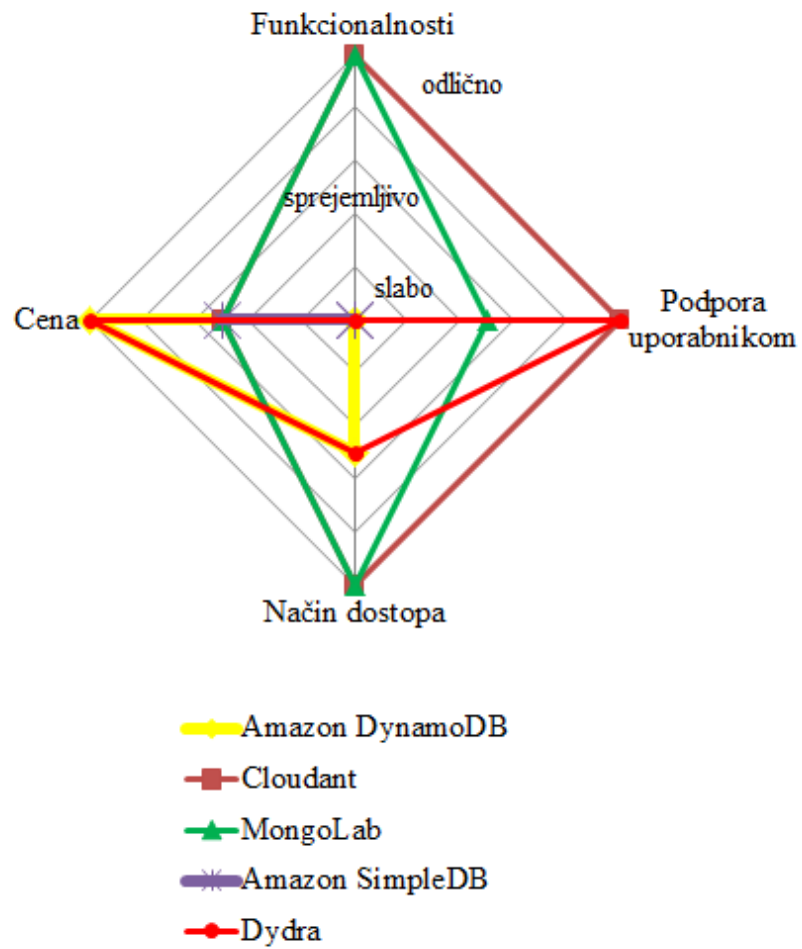 Funkcionalnosti
odlično
sprejemljivo
slabo
Cena
Podpora
uporabnikom
Način dostopa
Amazon DynamoDB
Cloudant
MongoLab
Amazon SimpleDB
Dydra